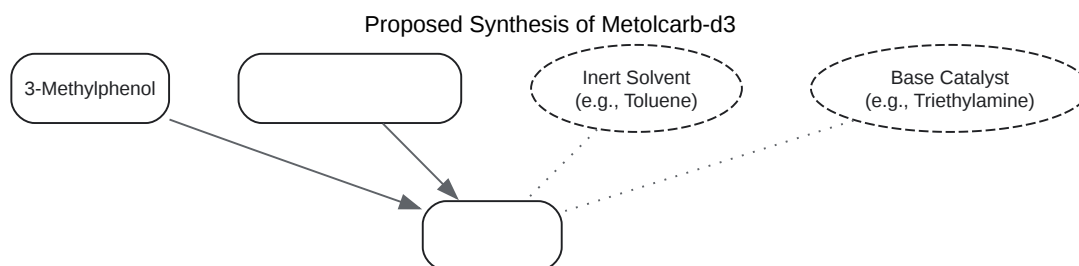 Proposed Synthesis of Metolcarb-d3
3-Methylphenol
Inert Solvent
(e.g., Toluene)
Base Catalyst
(e.g., Triethylamine)